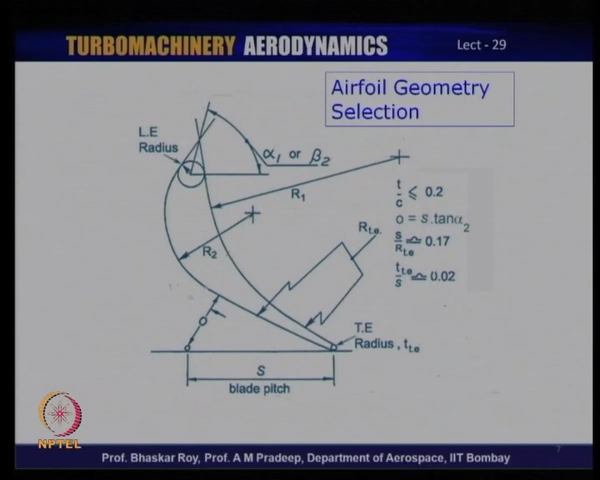 TURBOMACHINERY AERODYNAMICS
Lect - 29
Airfoil Geometry
Selection
L.E
Radius
α₁ or β₂
R₁
R₂
Rₜ.ₑ.
t/c ⩽ 0.2
o = s.tanα₂
s/Rₜ.ₑ ≏ 0.17
tₜ.ₑ/s ≏ 0.02
o
T.E
Radius, tₜ.ₑ
S
blade pitch
NPTEL
Prof. Bhaskar Roy, Prof. A M Pradeep, Department of Aerospace, IIT Bombay
7